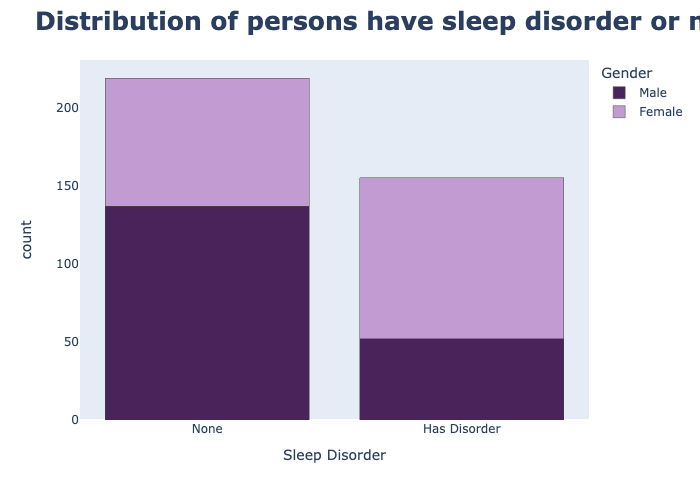 Distribution of persons have sleep disorder or
Gender
Male
Female
200
150
100
50
0
count
None
Has Disorder
Sleep Disorder